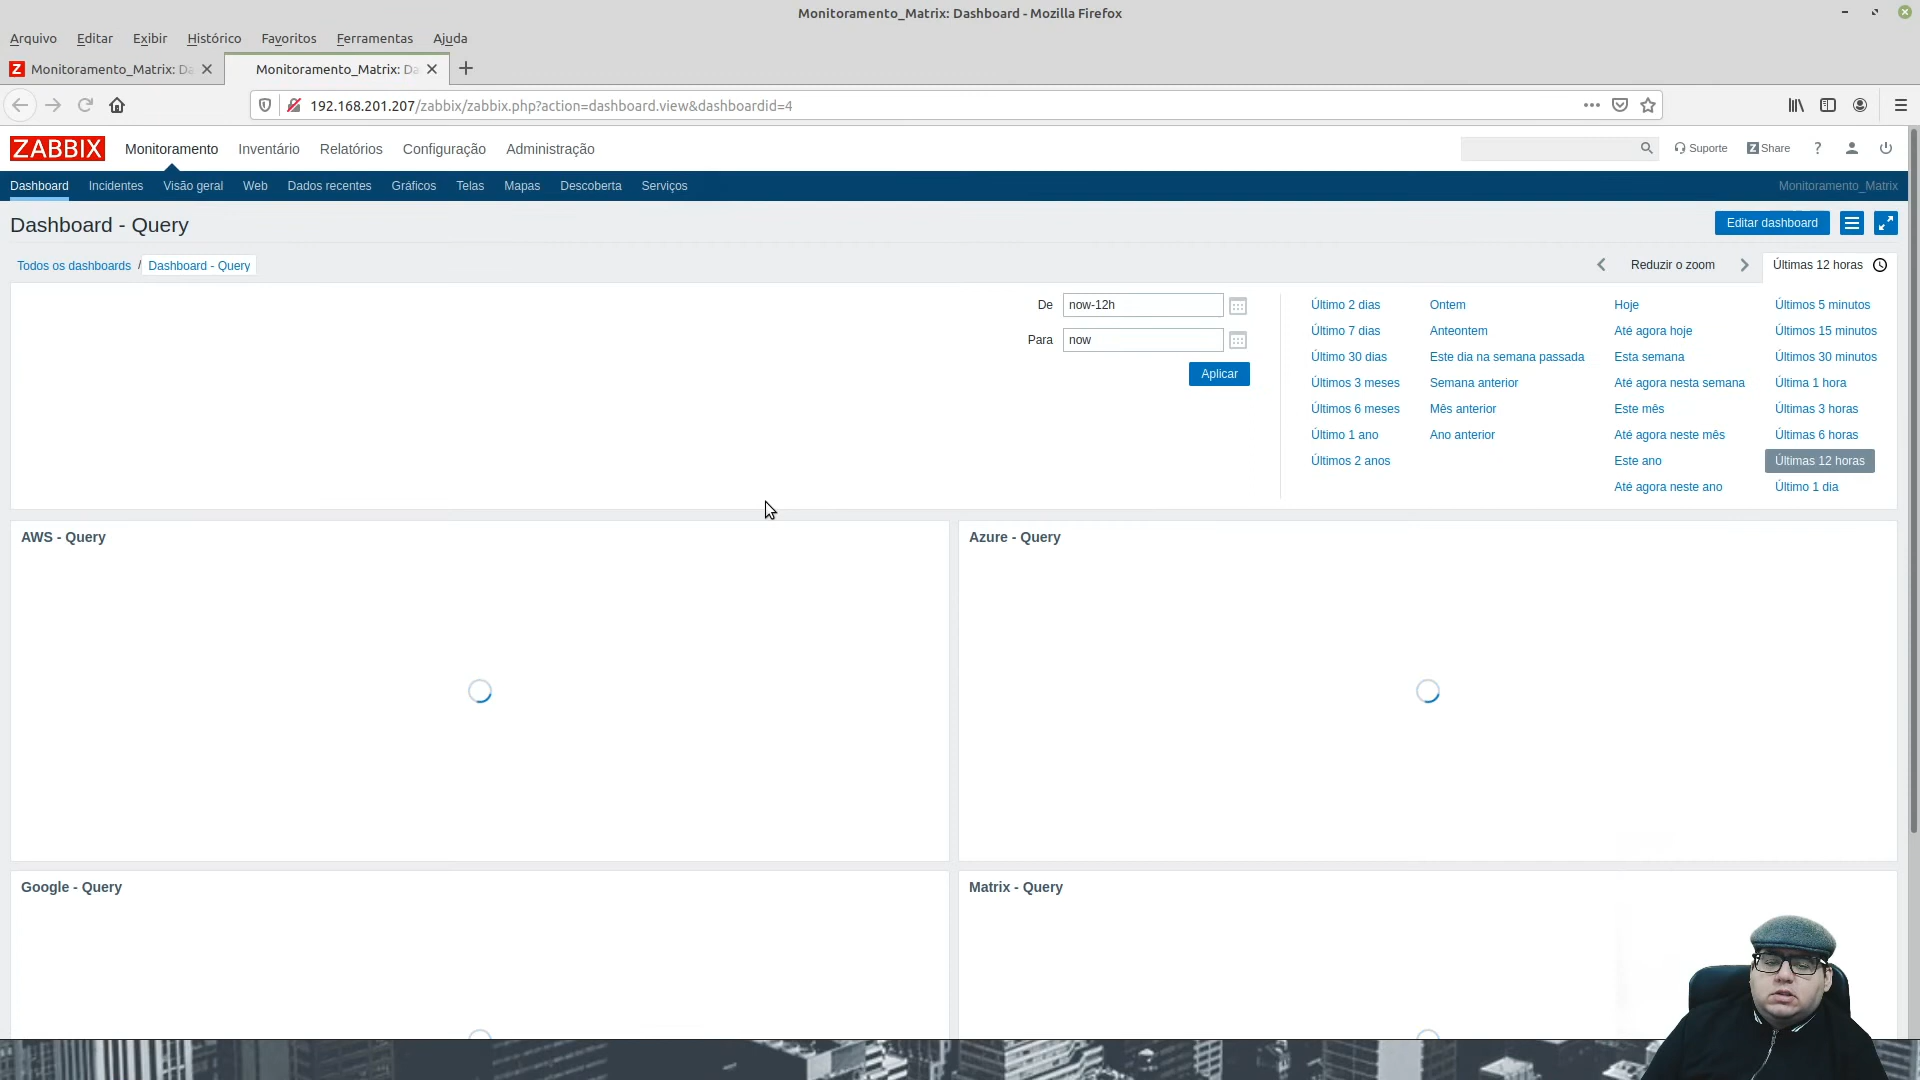 Monitoramento_Matrix: Dashboard - Mozilla Firefox
Arquivo Editar Exibir Histórico Favoritos Ferramentas Ajuda
Z Monitoramento_Matrix: Da Monitoramento_Matrix: Da
192.168.201.207/zabbix/zabbix.php?action=dashboard.view&dashboardid=4
ZABBIX Monitoramento Inventário Relatórios Configuração Administração Suporte Z Share ?
Dashboard Incidentes Visão geral Web Dados recentes Gráficos Telas Mapas Descoberta Serviços Monitoramento_Matrix
Dashboard - Query Editar dashboard
Todos os dashboards / Dashboard - Query Reduzir o zoom Últimas 12 horas
De now-12h Último 2 dias Ontem Hoje Últimos 5 minutos
Último 7 dias Anteontem Até agora hoje Últimos 15 minutos
Para now
Último 30 dias Este dia na semana passada Esta semana Últimos 30 minutos
Aplicar
Últimos 3 meses Semana anterior Até agora nesta semana Última 1 hora
Últimos 6 meses Mês anterior Este mês Últimas 3 horas
Último 1 ano Ano anterior Até agora neste mês Últimas 6 horas
Últimos 2 anos Este ano Últimas 12 horas
Até agora neste ano Último 1 dia
AWS - Query Azure - Query
Google - Query Matrix - Query